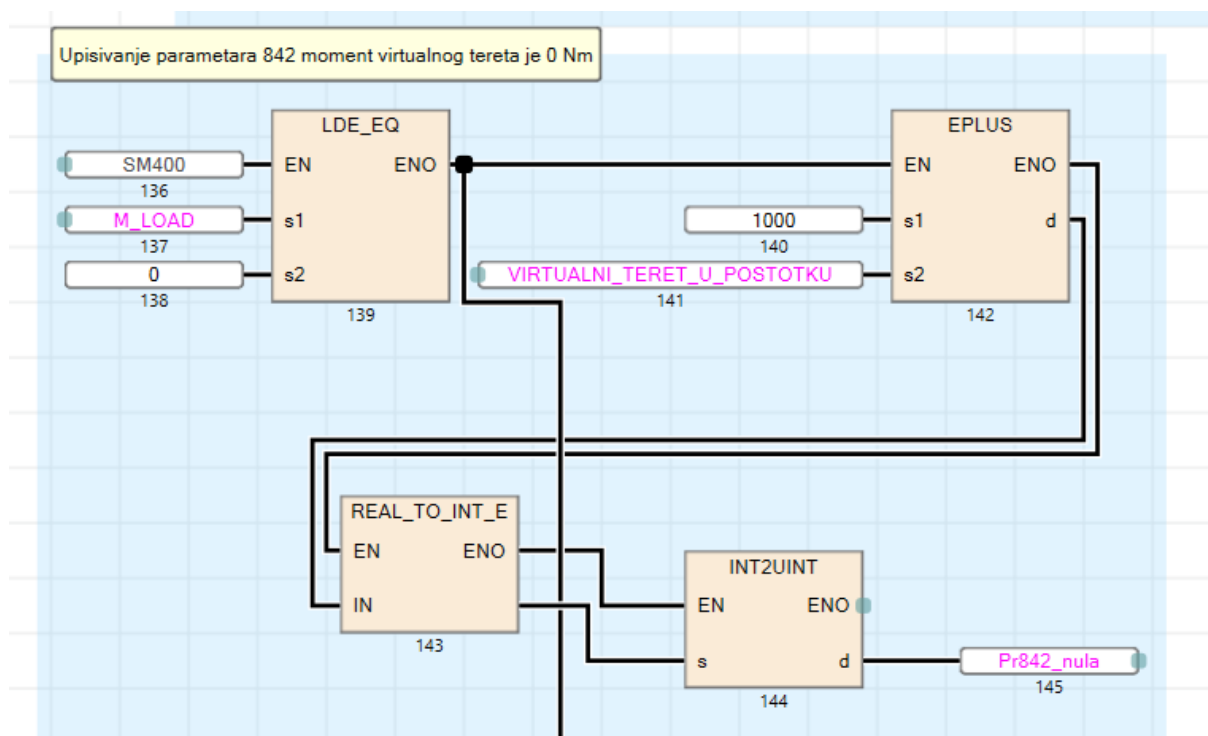 Upisivanje parametara 842 moment virtualnog tereta je 0 Nm
LDE_EQ
SM400
EN
ENO
136
M_LOAD
s1
137
0
s2
138
139
EPLUS
EN
ENO
1000
s1
d
140
VIRTUALNI_TERET_U_POSTOTKU
s2
141
142
REAL_TO_INT_E
EN
ENO
IN
143
INT2UINT
EN
ENO
s
d
Pr842_nula
144
145